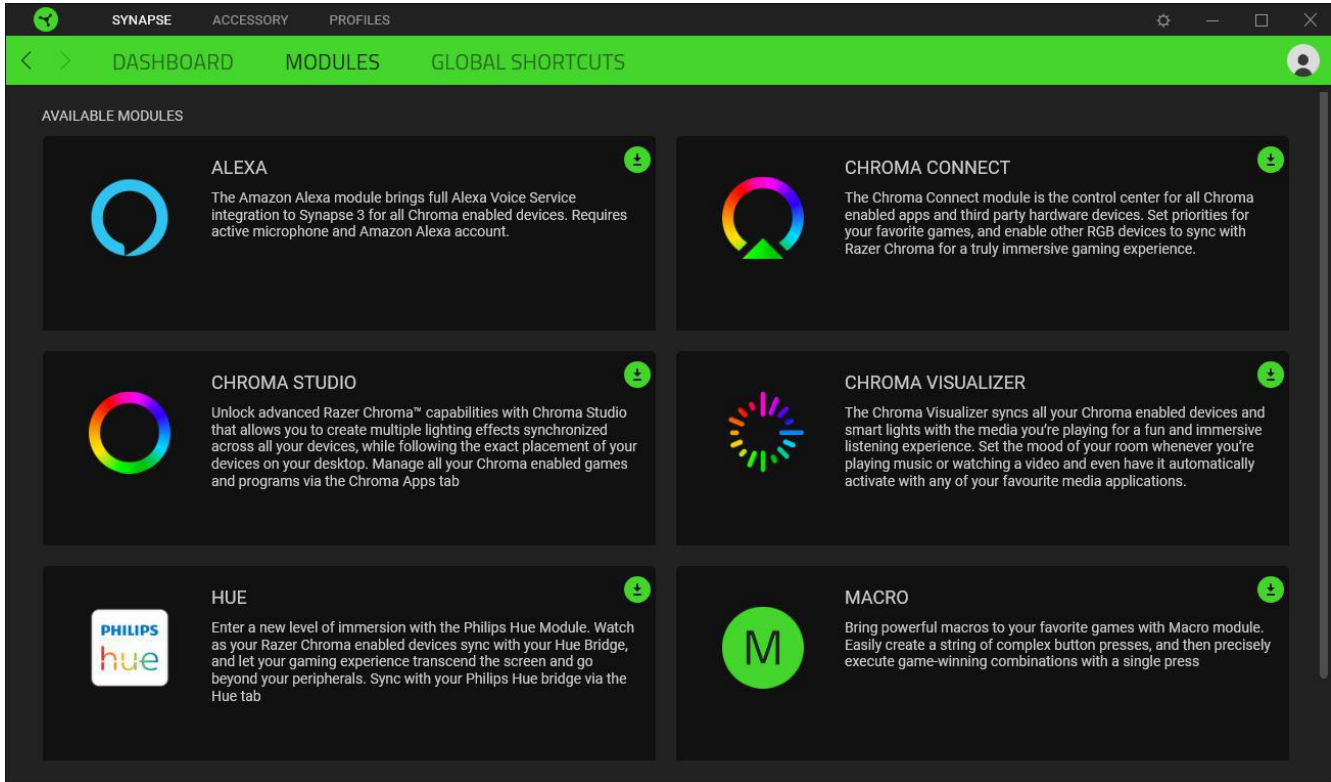 SYNAPSE ACCESSORY PROFILES
DASHBOARD MODULES GLOBAL SHORTCUTS
AVAILABLE MODULES
ALEXA
The Amazon Alexa module brings full Alexa Voice Service
integration to Synapse 3 for all Chroma enabled devices. Requires
active microphone and Amazon Alexa account.
CHROMA CONNECT
The Chroma Connect module is the control center for all Chroma
enabled apps and third party hardware devices. Set priorities for
your favorite games, and enable other RGB devices to sync with
Razer Chroma for a truly immersive gaming experience.
CHROMA STUDIO
Unlock advanced Razer Chroma™ capabilities with Chroma Studio
that allows you to create multiple lighting effects synchronized
across all your devices, while following the exact placement of your
devices on your desktop. Manage all your Chroma enabled games
and programs via the Chroma Apps tab
CHROMA VISUALIZER
The Chroma Visualizer syncs all your Chroma enabled devices and
smart lights with the media you're playing for a fun and immersive
listening experience. Set the mood of your room whenever you're
playing music or watching a video and even have it automatically
activate with any of your favourite media applications.
PHILIPS
hue
HUE
Enter a new level of immersion with the Philips Hue Module. Watch
as your Razer Chroma enabled devices sync with your Hue Bridge,
and let your gaming experience transcend the screen and go
beyond your peripherals. Sync with your Philips Hue bridge via the
Hue tab
M
MACRO
Bring powerful macros to your favorite games with Macro module.
Easily create a string of complex button presses, and then precisely
execute game-winning combinations with a single press